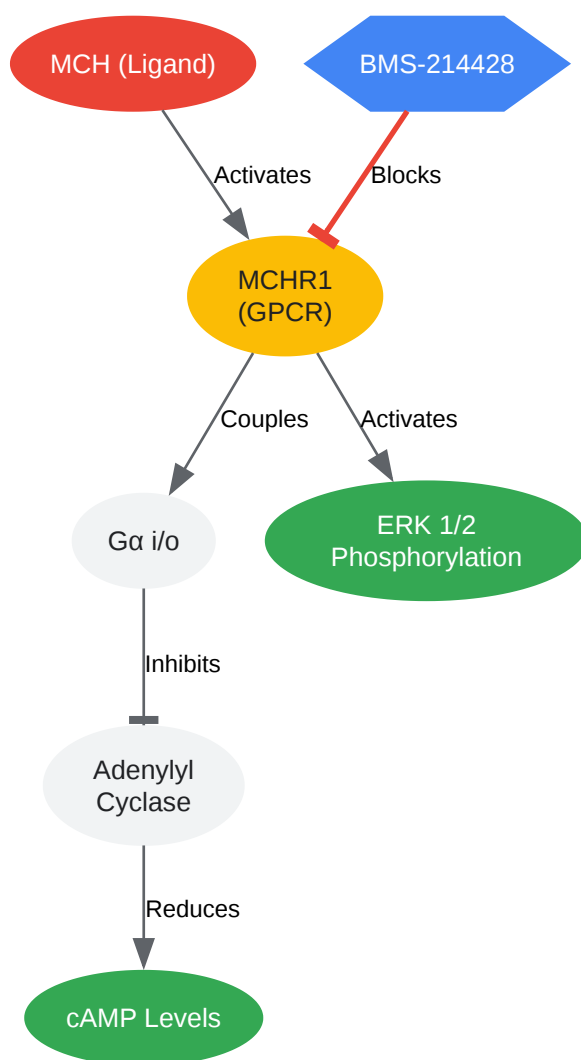 MCH (Ligand)
BMS-214428
Activates
Blocks
MCHR1
(GPCR)
Couples
Activates
Gα i/o
ERK 1/2
Phosphorylation
Inhibits
Adenylyl
Cyclase
Reduces
cAMP Levels